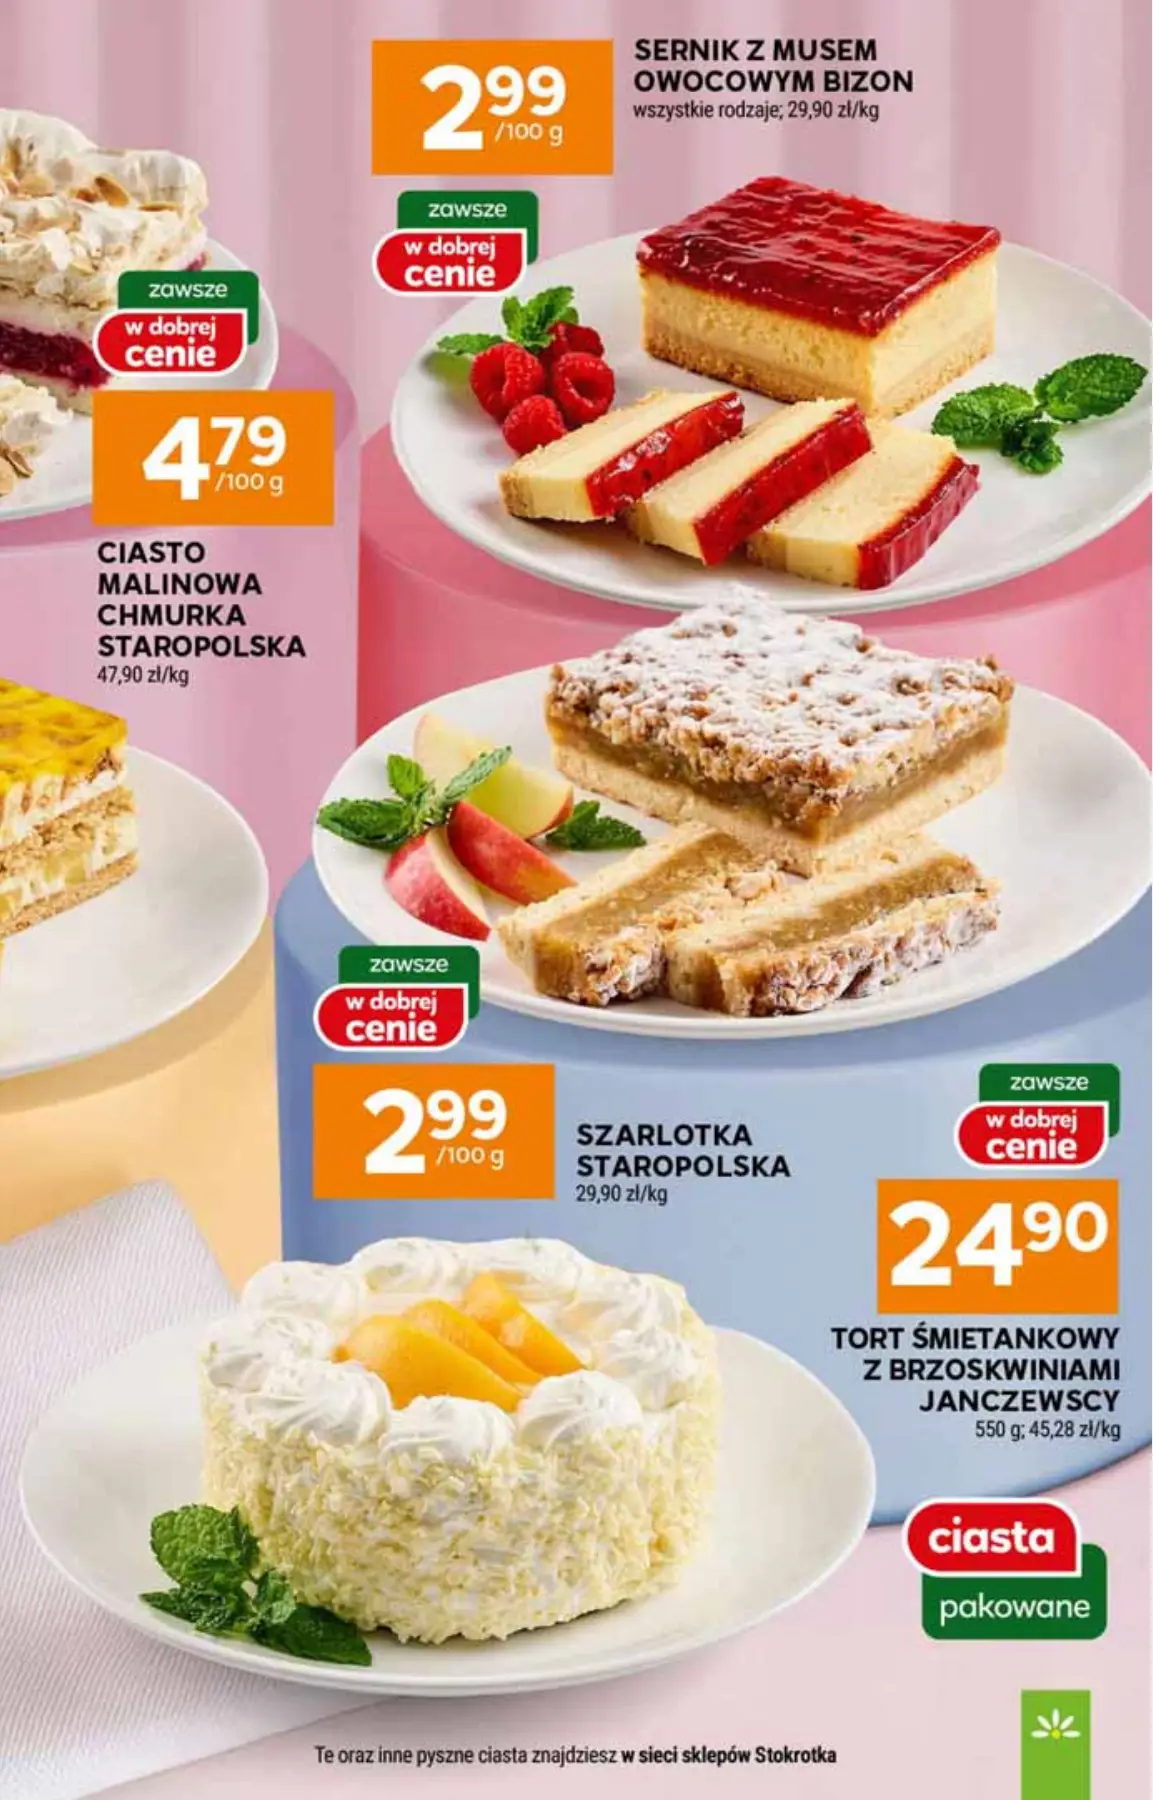 2 99
/100 g
SERNIK Z MUSEM
OWOCOWYM BIZON
wszystkie rodzaje; 29,90 zł/kg
zawsze
w dobrej
cenie
zawsze
w dobrej
cenie
4 79
/100 g
CIASTO
MALINOWA
CHMURKA
STAROPOLSKA
47,90 zł/kg
zawsze
w dobrej
cenie
2 99
/100 g
SZARLOTKA
STAROPOLSKA
29,90 zł/kg
zawsze
w dobrej
cenie
24 90
TORT ŚMIETANKOWY
Z BRZOSKWINIAMI
JANCZEWSCY
550 g; 45,28 zł/kg
ciasta
pakowane
Te oraz inne pyszne ciasta znajdziesz w sieci sklepów Stokrotka